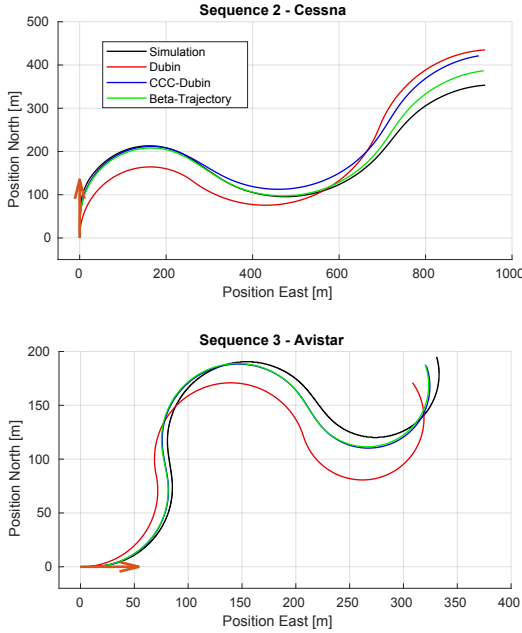 Sequence 2 - Cessna
500
400
300
200
100
0
Position North [m]
Simulation
Dubin
CCC-Dubin
Beta-Trajectory
0 200 400 600 800 1000
Position East [m]
Sequence 3 - Avistar
200
150
100
50
0
Position North [m]
0 50 100 150 200 250 300 350 400
Position East [m]